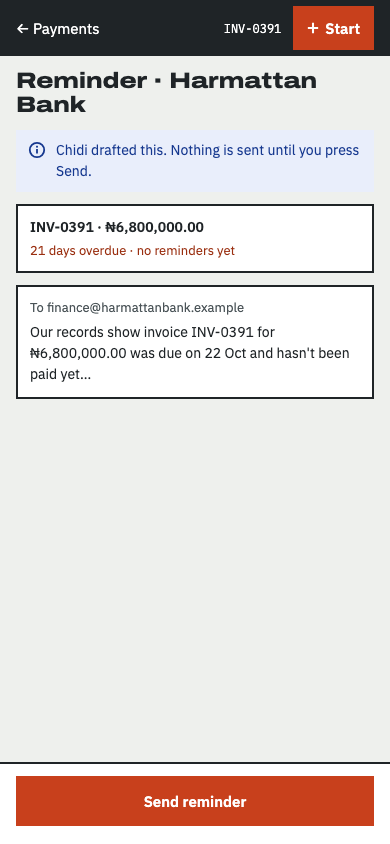 ← Payments
INV-0391
+ Start
Reminder · Harmattan
Bank
Chidi drafted this. Nothing is sent until you press
Send.
INV-0391 · ₦6,800,000.00
21 days overdue · no reminders yet
To finance@harmattanbank.example
Our records show invoice INV-0391 for
₦6,800,000.00 was due on 22 Oct and hasn't been
paid yet...
Send reminder